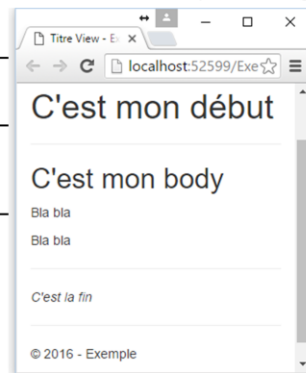 Titre View - E
localhost:52599/Exe
C'est mon début
C'est mon body
Bla bla
Bla bla
C'est la fin
© 2016 - Exemple